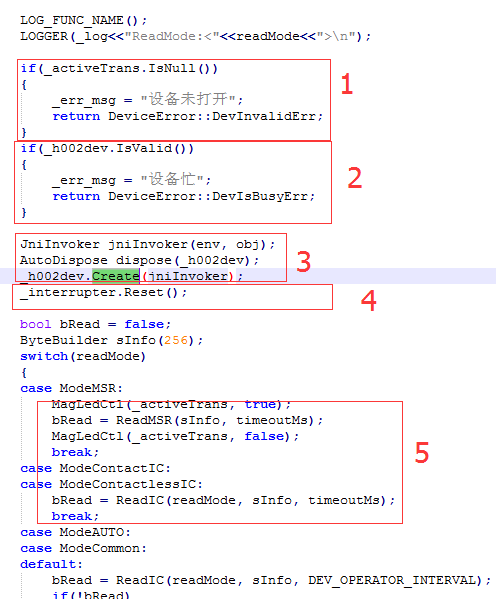 LOG_FUNC_NAME();
LOGGER(_log<<"ReadMode:<"<<readMode<<">\n");
if(_activeTrans.IsNull())
{
_err_msg = "设备未打开";
return DeviceError::DevInvalidErr;
}
1
if(_h002dev.IsValid())
{
_err_msg = "设备忙";
return DeviceError::DevIsBusyErr;
}
2
JniInvoker jniInvoker(env, obj);
AutoDispose dispose(_h002dev);
_h002dev.Create(jniInvoker);
3
_interrupter.Reset();
4
bool bRead = false;
ByteBuilder sInfo(256);
switch(readMode)
{
case ModeMSR:
MagLedCtl(_activeTrans, true);
bRead = ReadMSR(sInfo, timeoutMs);
MagLedCtl(_activeTrans, false);
break;
case ModeContactIC:
case ModeContactlessIC:
bRead = ReadIC(readMode, sInfo, timeoutMs);
break;
5
case ModeAUTO:
case ModeCommon:
default:
bRead = ReadIC(readMode, sInfo, DEV_OPERATOR_INTERVAL);
if(!bRead)